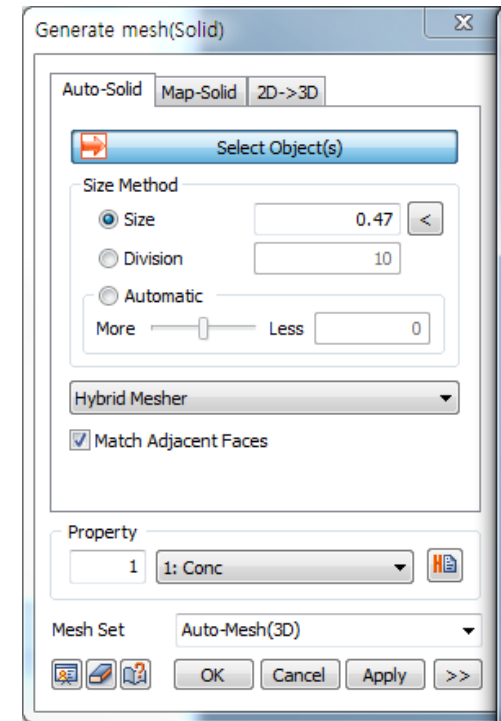 Generate mesh(Solid)
Auto-Solid Map-Solid 2D->3D
Select Object(s)
Size Method
Size 0.47 <
Division 10
Automatic
More Less 0
Hybrid Mesher
Match Adjacent Faces
Property
1 1: Conc
Mesh Set Auto-Mesh(3D)
OK Cancel Apply >>